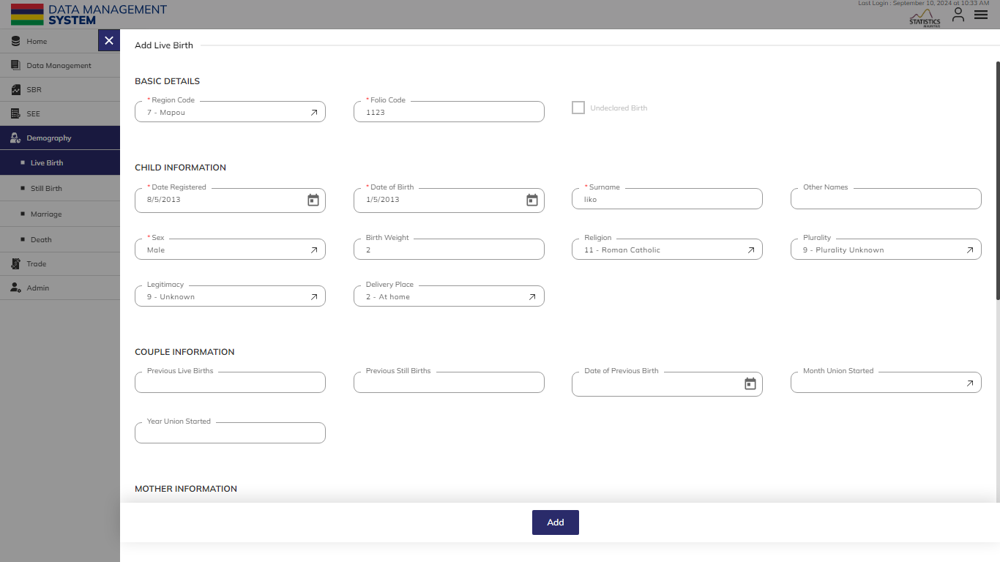 DATA MANAGEMENT
SYSTEM
Last Login : September 10, 2024 at 10:33 AM
STATISTICS
MAURITIUS
Home
Data Management
SBR
SEE
Demography
Live Birth
Still Birth
Marriage
Death
Trade
Admin
Add Live Birth
BASIC DETAILS
* Region Code
7 - Mapou
* Folio Code
1123
Undeclared Birth
CHILD INFORMATION
* Date Registered
8/5/2013
* Date of Birth
1/5/2013
* Surname
liko
Other Names
* Sex
Male
Birth Weight
2
Religion
11 - Roman Catholic
Plurality
9 - Plurality Unknown
Legitimacy
9 - Unknown
Delivery Place
2 - At home
COUPLE INFORMATION
Previous Live Births
Previous Still Births
Date of Previous Birth
Month Union Started
Year Union Started
MOTHER INFORMATION
Add